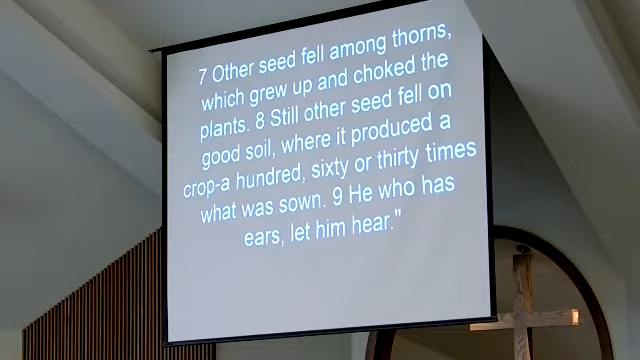 7 Other seed fell among thorns,
which grew up and choked the
plants. 8 Still other seed fell on
good soil, where it produced a
crop-a hundred, sixty or thirty times
what was sown. 9 He who has
ears, let him hear."